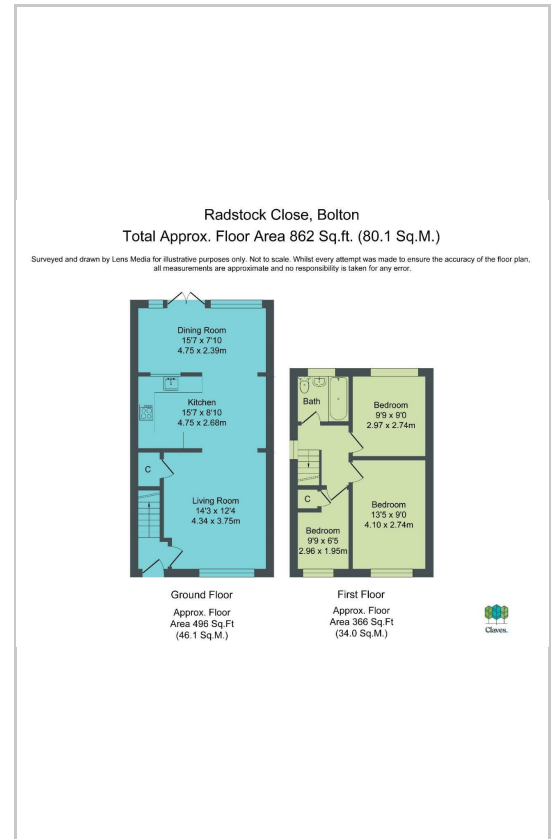 Radstock Close, Bolton
Total Approx. Floor Area 862 Sq.ft. (80.1 Sq.M.)
Surveyed and drawn by Lens Media for illustrative purposes only. Not to scale. Whilst every attempt was made to ensure the accuracy of the floor plan,
all measurements are approximate and no responsibility is taken for any error.
Dining Room
15'7 x 7'10
4.75 x 2.39m
Kitchen
15'7 x 8'10
4.75 x 2.68m
C
Living Room
14'3 x 12'4
4.34 x 3.75m
Ground Floor
Approx. Floor
Area 496 Sq.Ft
(46.1 Sq.M.)
Bath
Bedroom
9'9 x 9'0
2.97 x 2.74m
C
Bedroom
13'5 x 9'0
4.10 x 2.74m
Bedroom
9'9 x 6'5
2.96 x 1.95m
First Floor
Approx. Floor
Area 366 Sq.Ft
(34.0 Sq.M.)
Claves.